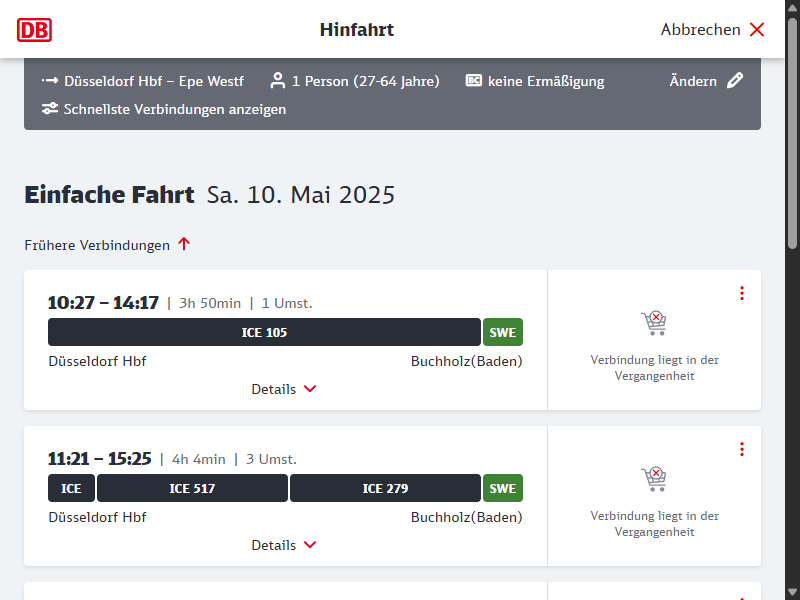 DB
Hinfahrt
Abbrechen
Düsseldorf Hbf – Epe Westf
1 Person (27-64 Jahre)
BC keine Ermäßigung
Ändern
Schnellste Verbindungen anzeigen
Einfache Fahrt Sa. 10. Mai 2025
Frühere Verbindungen
10:27 – 14:17 | 3h 50min | 1 Umst.
ICE 105 SWE
Düsseldorf Hbf Buchholz(Baden)
Details
Verbindung liegt in der
Vergangenheit
11:21 – 15:25 | 4h 4min | 3 Umst.
ICE ICE 517 ICE 279 SWE
Düsseldorf Hbf Buchholz(Baden)
Details
Verbindung liegt in der
Vergangenheit